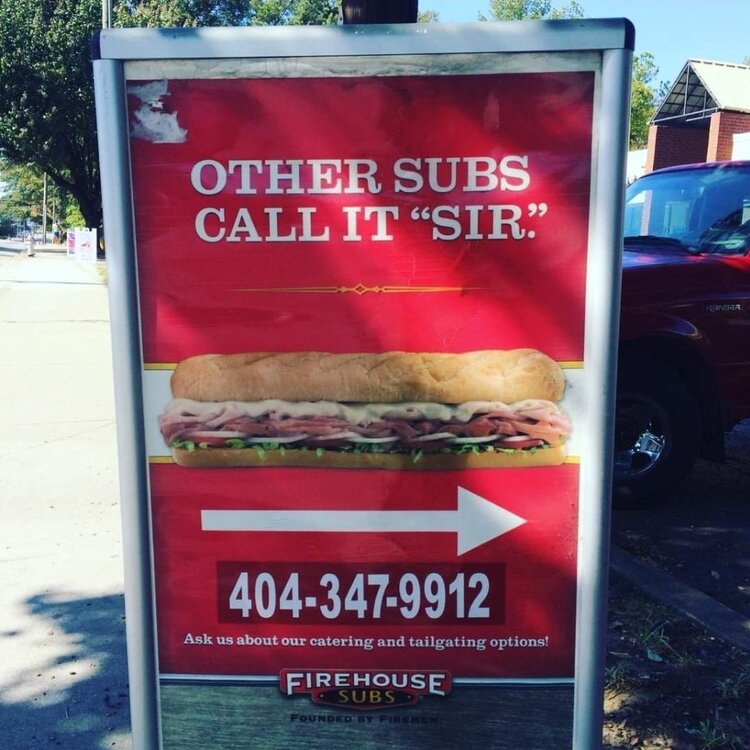 OTHER SUBS
CALL IT “SIR.”
404-347-9912
Ask us about our catering and tailgating options!
FIREHOUSE
SUBS
FOUNDED BY FIREMEN